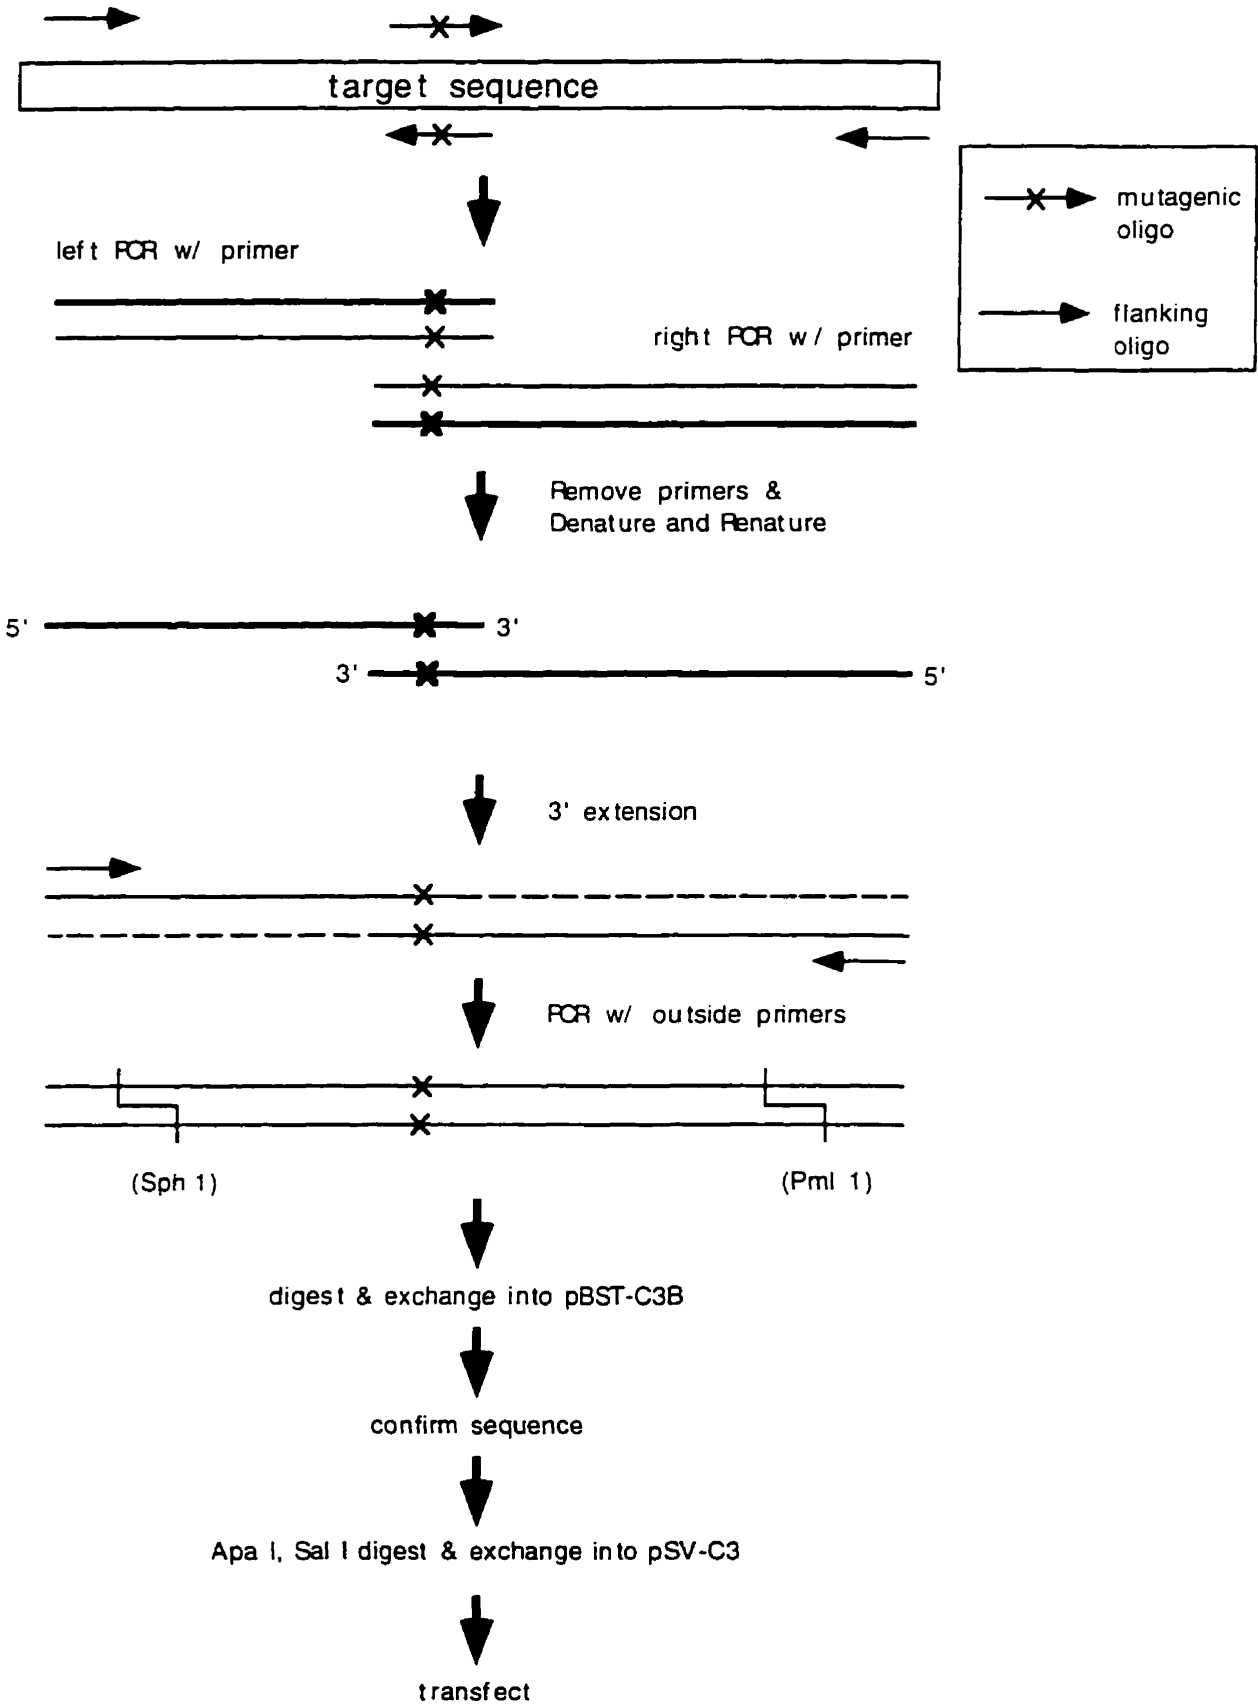 target sequence
mutagenic
oligo
left PCR w/ primer
flanking
oligo
right PCR w/ primer
Remove primers &
Denature and Renature
5' 3'
3' 5'
3' extension
PCR w/ outside primers
(Sph 1) (Pml 1)
digest & exchange into pBST-C3B
confirm sequence
Apa I, Sal I digest & exchange into pSV-C3
transfect